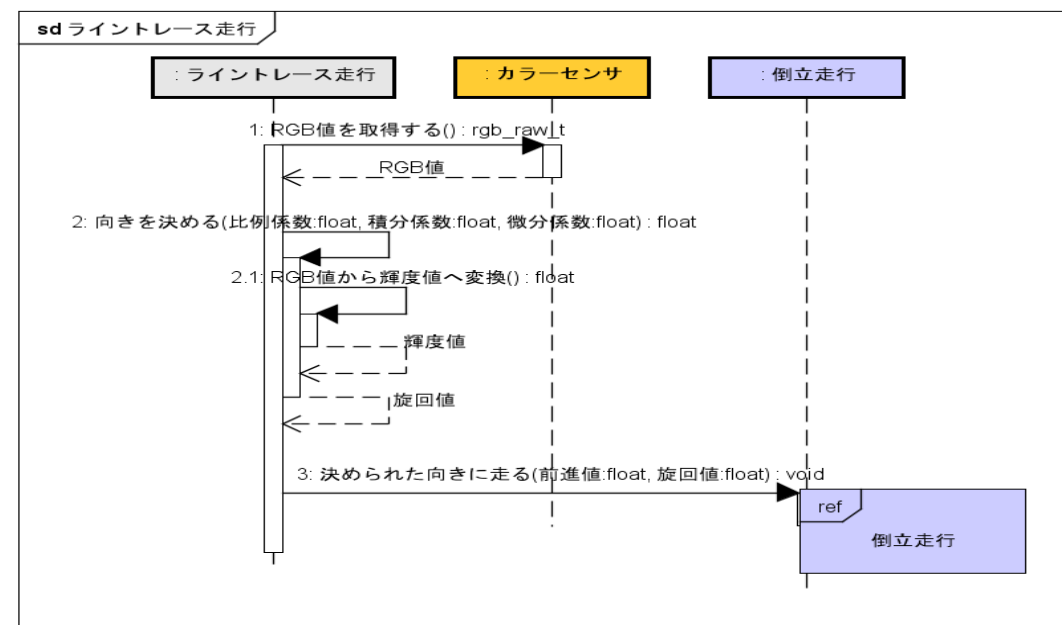 sd ライントレース走行
: ライントレース走行
: カラーセンサ
: 倒立走行
1: RGB値を取得する() : rgb_raw_t
RGB値
2: 向きを決める(比例係数:float, 積分係数:float, 微分係数:float) : float
2.1: RGB値から輝度値へ変換() : float
輝度値
旋回値
3: 決められた向きに走る(前進値:float, 旋回値:float) : void
ref
倒立走行